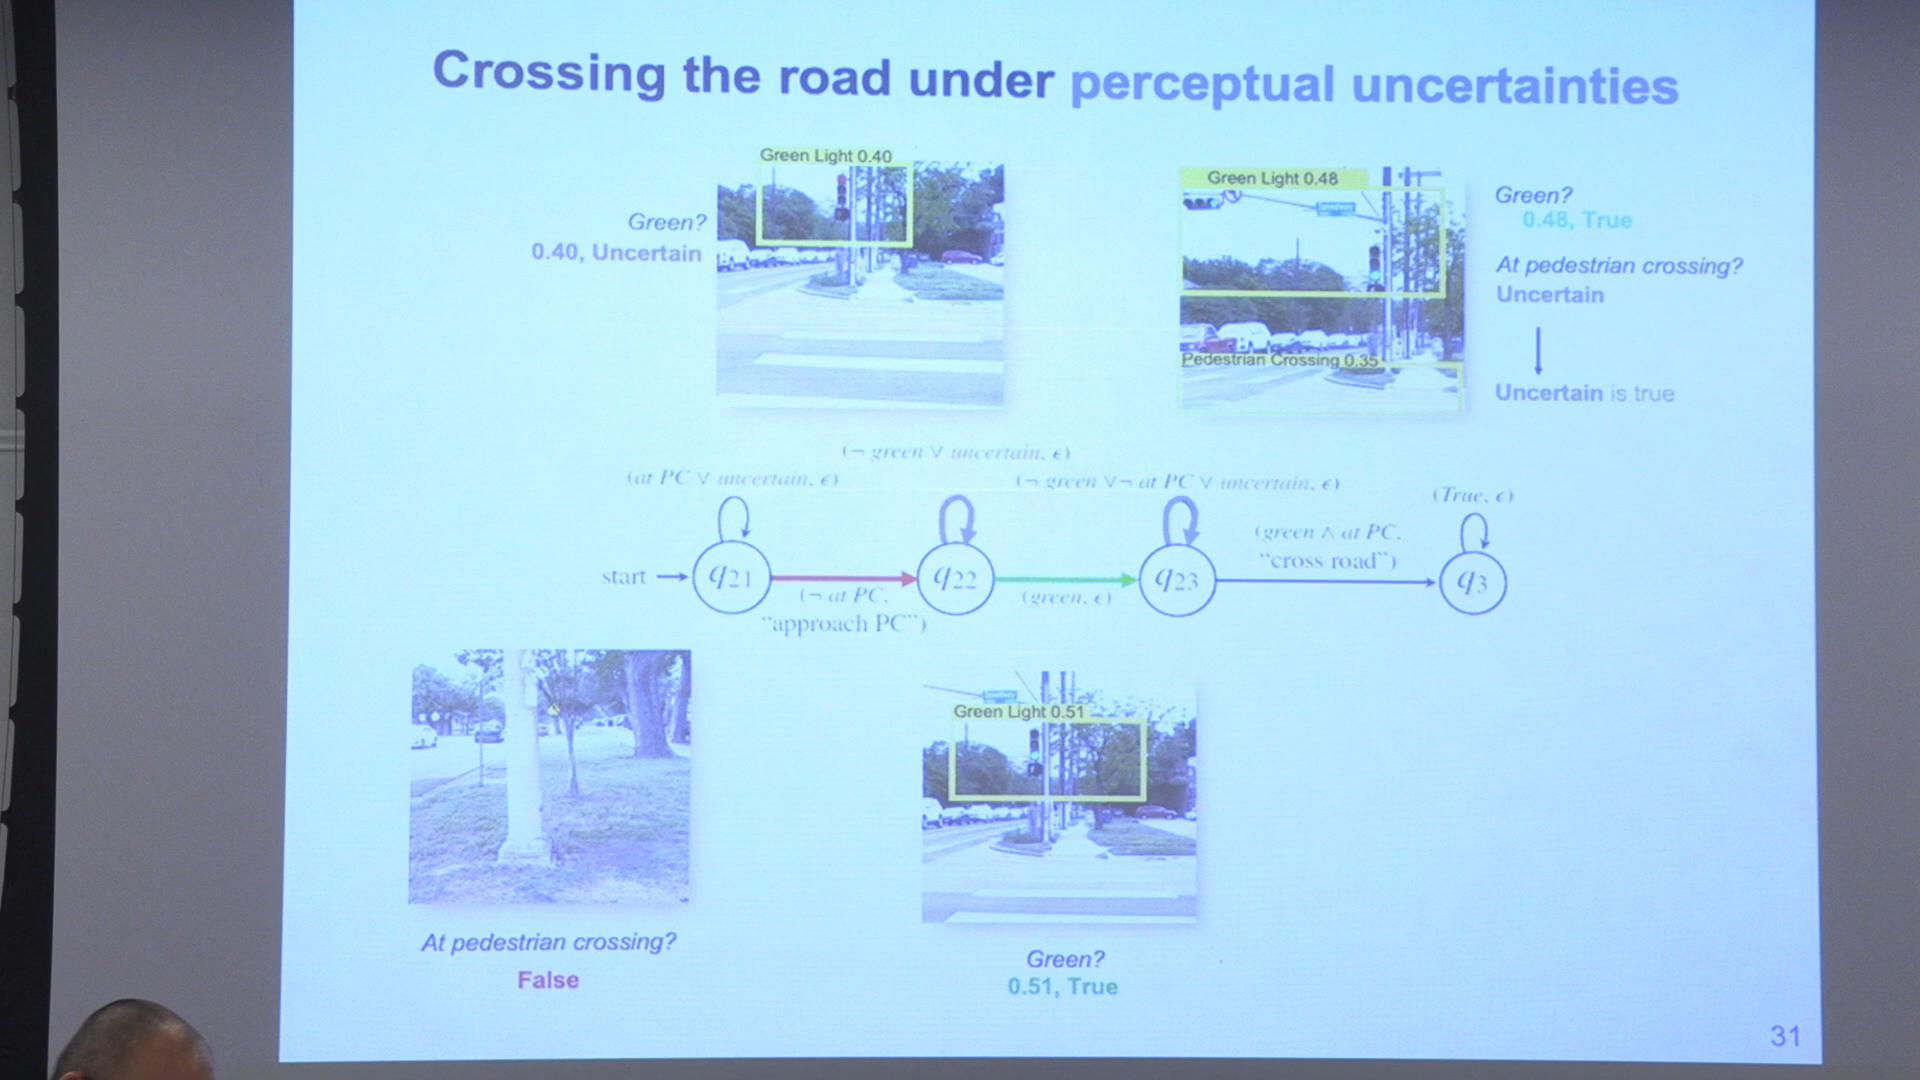 Crossing the road under perceptual uncertainties
Green Light 0.40
Green?
0.40, Uncertain
Green Light 0.48
Pedestrian Crossing 0.35
Green?
0.48, True
At pedestrian crossing?
Uncertain
Uncertain is true
(¬ green ∨ uncertain, ϵ)
(at PC ∨ uncertain, ϵ)
(¬ green ∨¬ at PC ∨ uncertain, ϵ)
(True, ϵ)
(green ∧ at PC,
“cross road”)
start
q21
q22
q23
q3
(¬ at PC,
“approach PC”)
(green, ϵ)
Green Light 0.51
At pedestrian crossing?
False
Green?
0.51, True
31